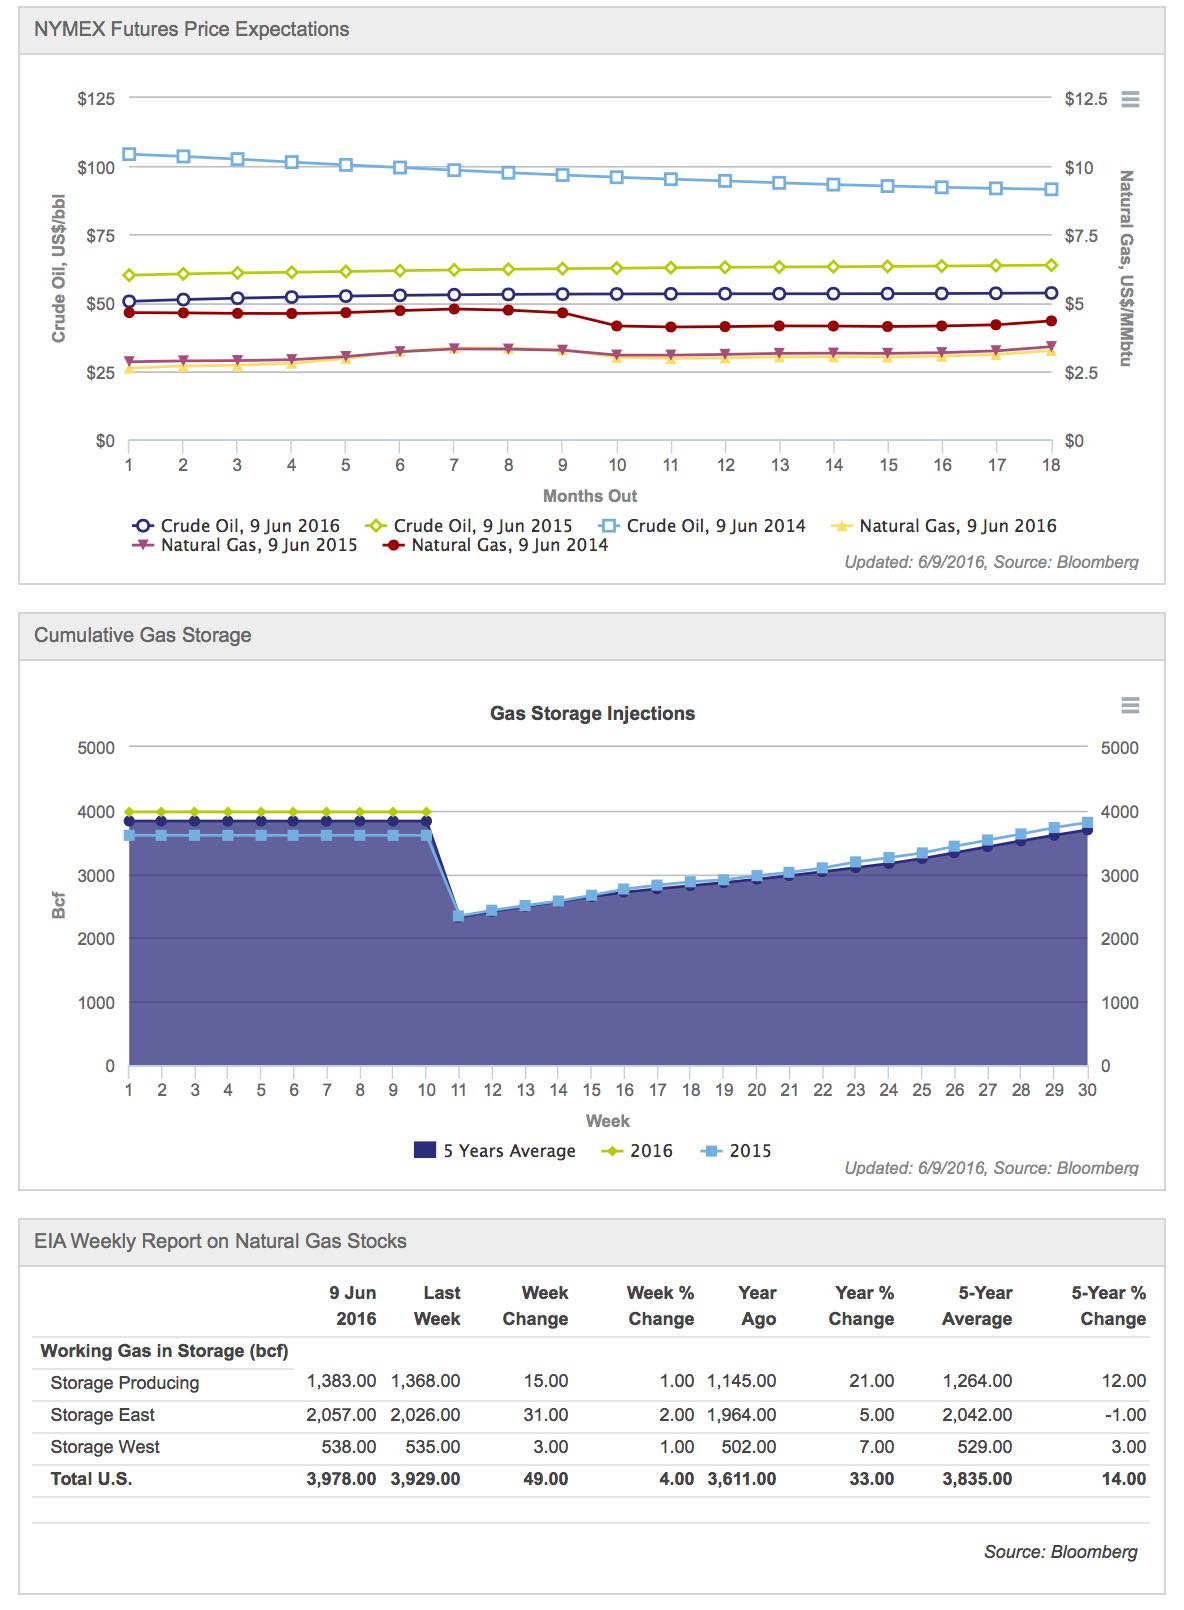 NYMEX Futures Price Expectations
$125
$12.5
$100
$10
$75
$7.5
$50
$5
$25
$2.5
$0
$0
Crude Oil, US$/bbl
Natural Gas, US$/MMbtu
1 2 3 4 5 6 7 8 9 10 11 12 13 14 15 16 17 18
Months Out
Crude Oil, 9 Jun 2016 Crude Oil, 9 Jun 2015 Crude Oil, 9 Jun 2014 Natural Gas, 9 Jun 2016
Natural Gas, 9 Jun 2015 Natural Gas, 9 Jun 2014
Updated: 6/9/2016, Source: Bloomberg
Cumulative Gas Storage
Gas Storage Injections
5000 5000
4000 4000
3000 3000
2000 2000
1000 1000
0 0
Bcf
1 2 3 4 5 6 7 8 9 10 11 12 13 14 15 16 17 18 19 20 21 22 23 24 25 26 27 28 29 30
Week
5 Years Average 2016 2015
Updated: 6/9/2016, Source: Bloomberg
EIA Weekly Report on Natural Gas Stocks
9 Jun Last Week Week % Year Year % 5-Year 5-Year %
2016 Week Change Change Ago Change Average Change
Working Gas in Storage (bcf)
Storage Producing 1,383.00 1,368.00 15.00 1.00 1,145.00 21.00 1,264.00 12.00
Storage East 2,057.00 2,026.00 31.00 2.00 1,964.00 5.00 2,042.00 -1.00
Storage West 538.00 535.00 3.00 1.00 502.00 7.00 529.00 3.00
Total U.S. 3,978.00 3,929.00 49.00 4.00 3,611.00 33.00 3,835.00 14.00
Source: Bloomberg